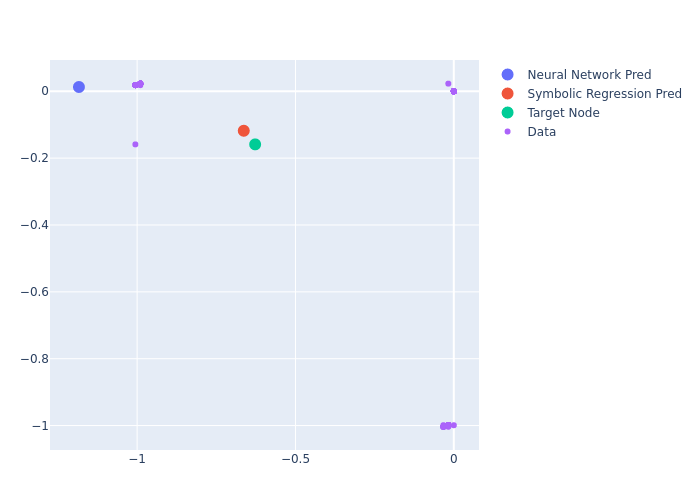 Neural Network Pred
Symbolic Regression Pred
Target Node
Data
0
−0.2
−0.4
−0.6
−0.8
−1
−1
−0.5
0